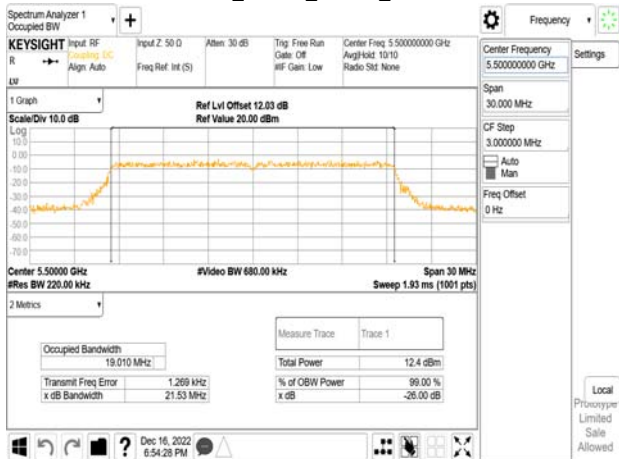 Spectrum Analyzer 1
Occupied BW
Frequency
KEYSIGHT
R
Input: RF
Coupling: DC
Align: Auto
Input Z: 50 Ω
Freq Ref: Int (S)
Atten: 30 dB
Trig: Free Run
Gate: Off
#IF Gain: Low
Center Freq: 5.500000000 GHz
Avg|Hold: 10/10
Radio Std: None
Center Frequency
5.500000000 GHz
Settings
Span
30.000 MHz
CF Step
3.000000 MHz
Auto
Man
Freq Offset
0 Hz
1 Graph
Scale/Div 10.0 dB
Ref Lvl Offset 12.03 dB
Ref Value 20.00 dBm
Log
10.0
0.00
-10.0
-20.0
-30.0
-40.0
-50.0
-60.0
-70.0
Center 5.50000 GHz
#Res BW 220.00 kHz
#Video BW 680.00 kHz
Span 30 MHz
Sweep 1.93 ms (1001 pts)
2 Metrics
Occupied Bandwidth
19.010 MHz
Transmit Freq Error 1.269 kHz
x dB Bandwidth 21.53 MHz
Measure Trace Trace 1
Total Power 12.4 dBm
% of OBW Power 99.00 %
x dB -26.00 dB
Local
Prototype
Limited
Sale
Allowed
?
Dec 16, 2022
6:54:28 PM